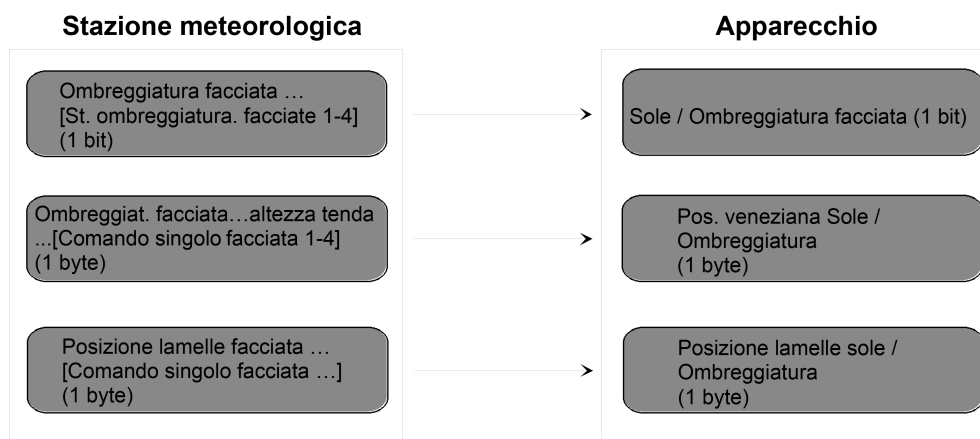 Stazione meteorologica
Apparecchio
Ombreggiatura facciata …
[St. ombreggiatura. facciate 1-4]
(1 bit)
Sole / Ombreggiatura facciata (1 bit)
Ombreggiat. facciata…altezza tenda
...[Comando singolo facciata 1-4]
(1 byte)
Pos. veneziana Sole /
Ombreggiatura
(1 byte)
Posizione lamelle facciata …
[Comando singolo facciata …]
(1 byte)
Posizione lamelle sole /
Ombreggiatura
(1 byte)